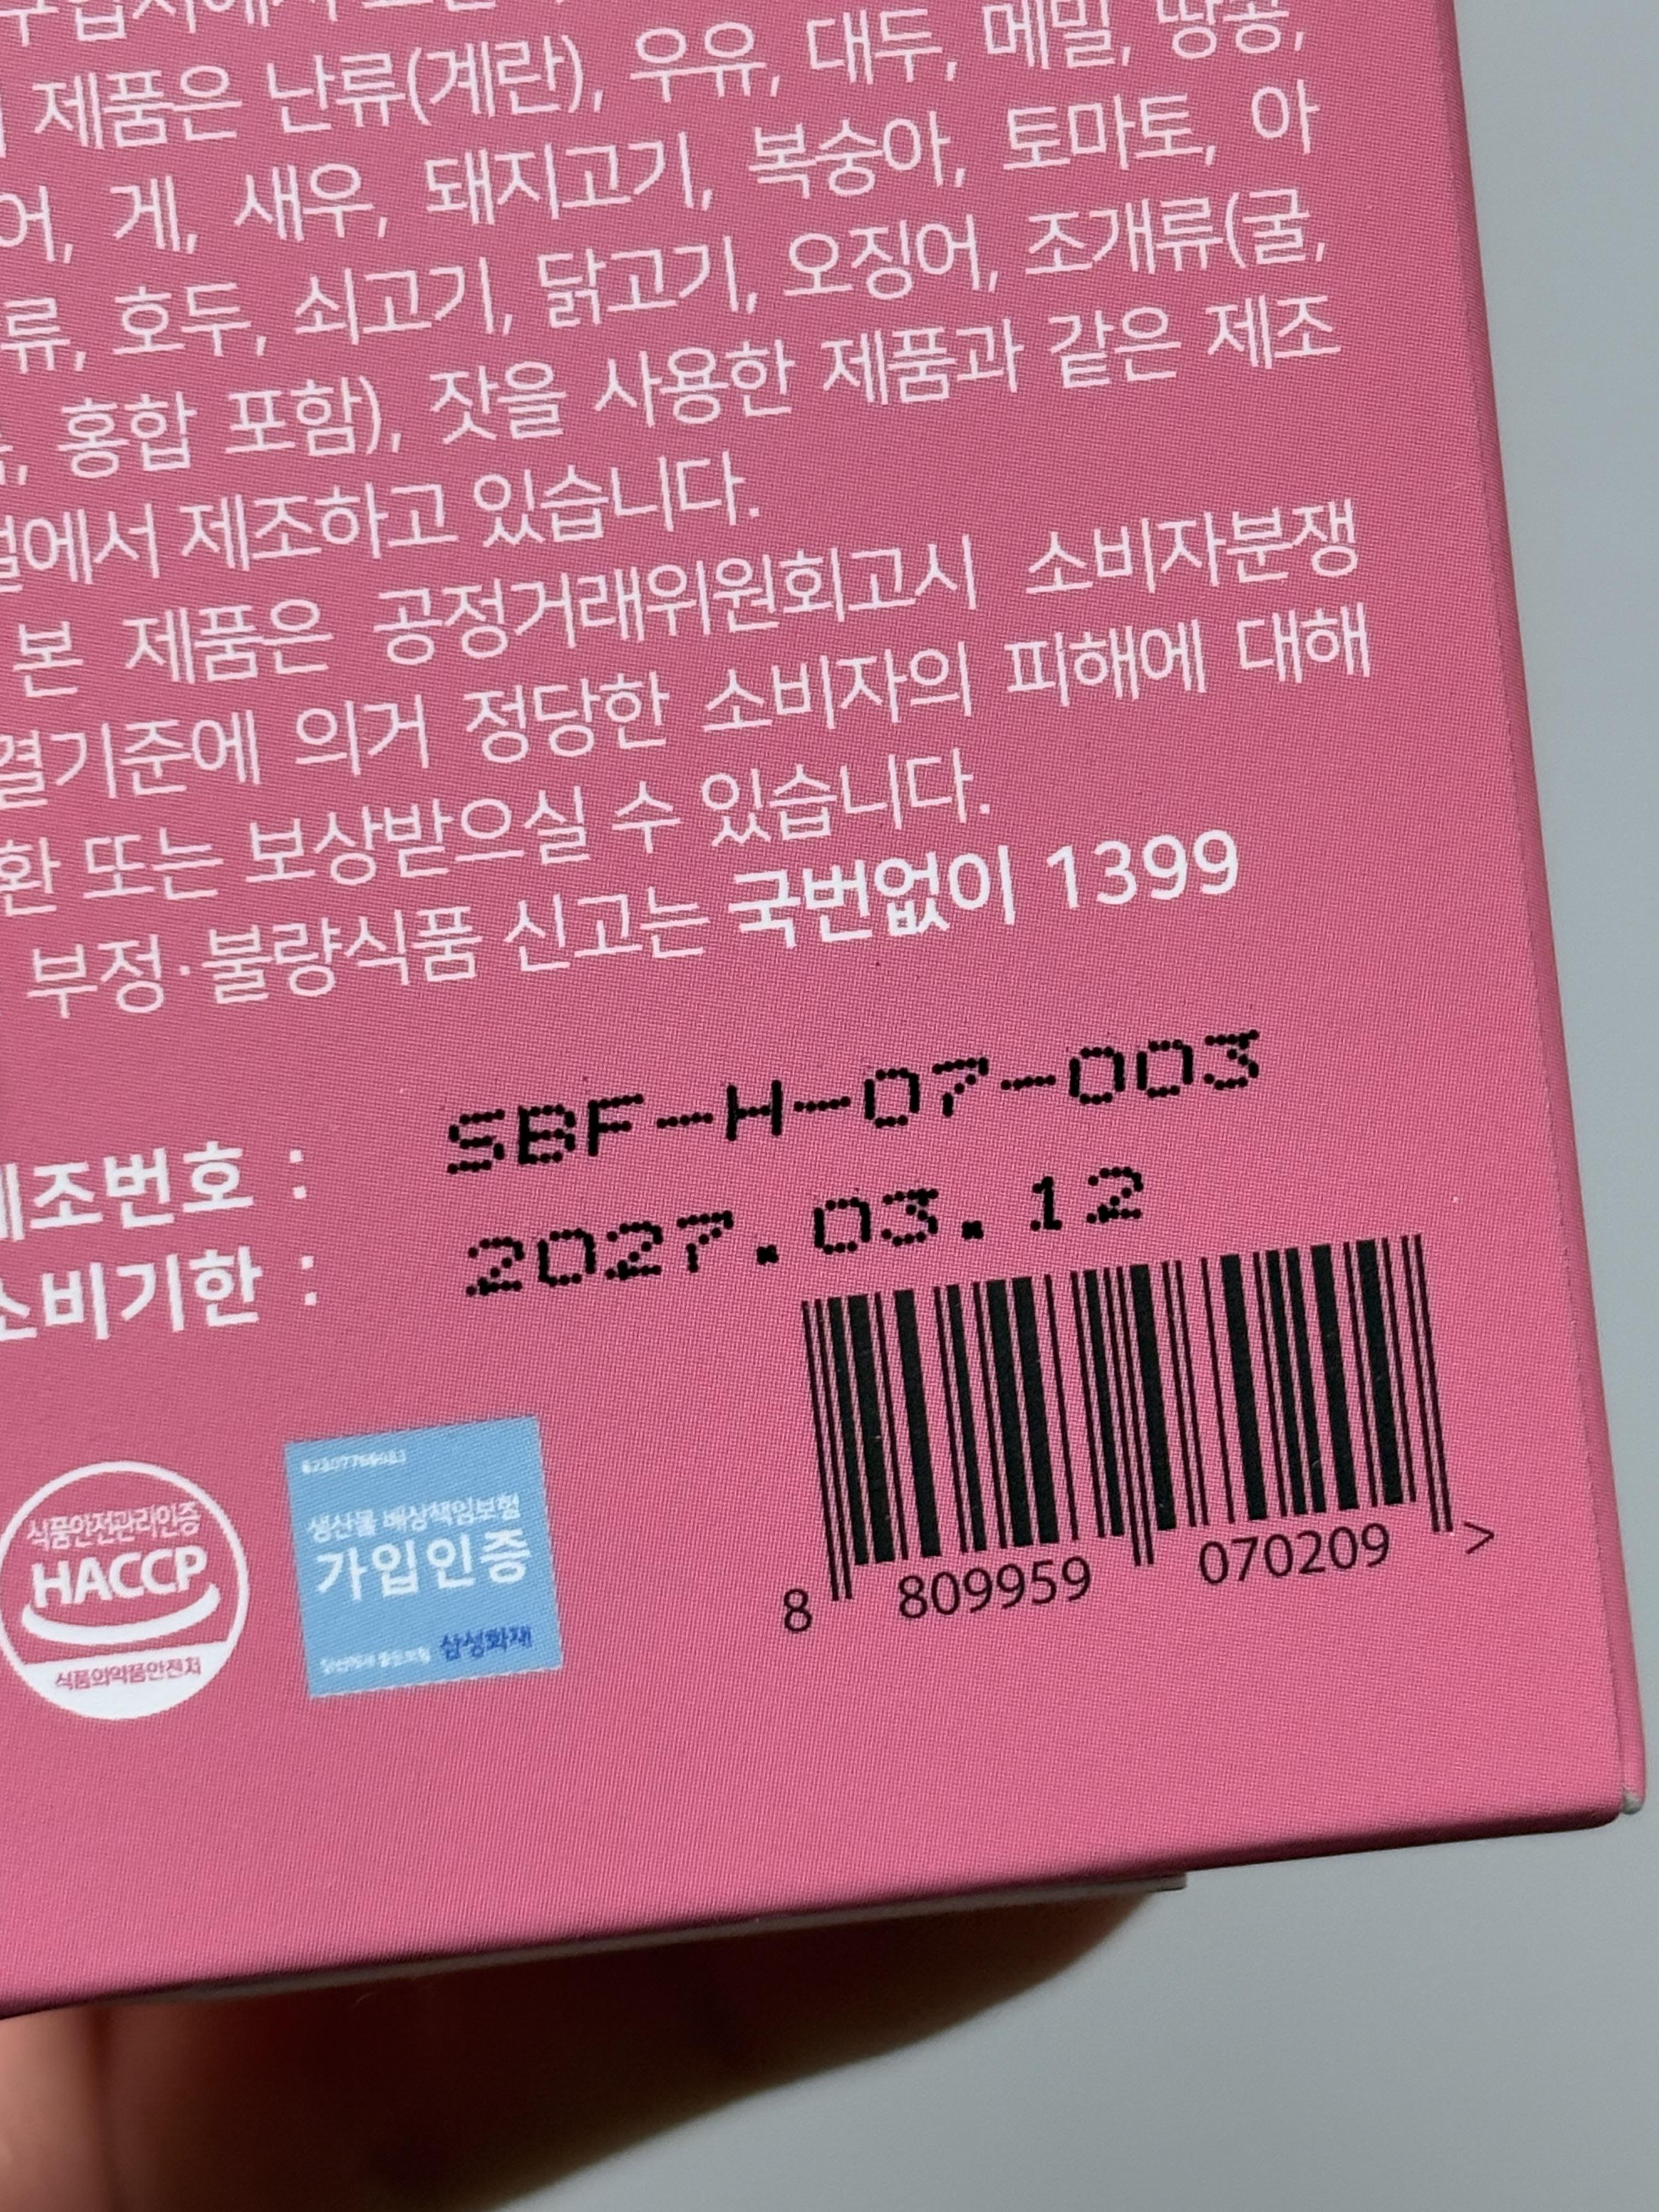 제품은 난류(계란), 우유, 대두, 메밀, 땅콩,
게, 새우, 돼지고기, 복숭아, 토마토, 아
류, 호두, 쇠고기, 닭고기, 오징어, 조개류(굴,
홍합 포함), 잣을 사용한 제품과 같은 제조
에서 제조하고 있습니다.
본 제품은 공정거래위원회고시 소비자분쟁
결기준에 의거 정당한 소비자의 피해에 대해
환 또는 보상받으실 수 있습니다.
부정·불량식품 신고는 국번없이 1399
제조번호 : SBF-H-07-003
소비기한 : 2027.03.12
식품안전관리인증
HACCP
식품의약품안전처
생산물 배상책임보험
가입인증
삼성화재
8 809959 070209 >